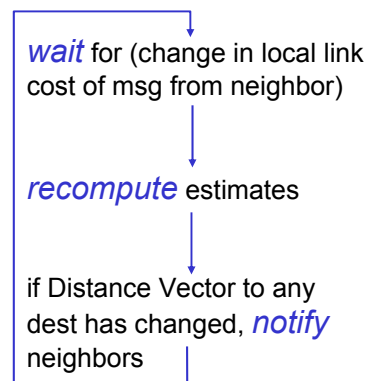 wait for (change in local link
cost of msg from neighbor)
recompute estimates
if Distance Vector to any
dest has changed, notify
neighbors